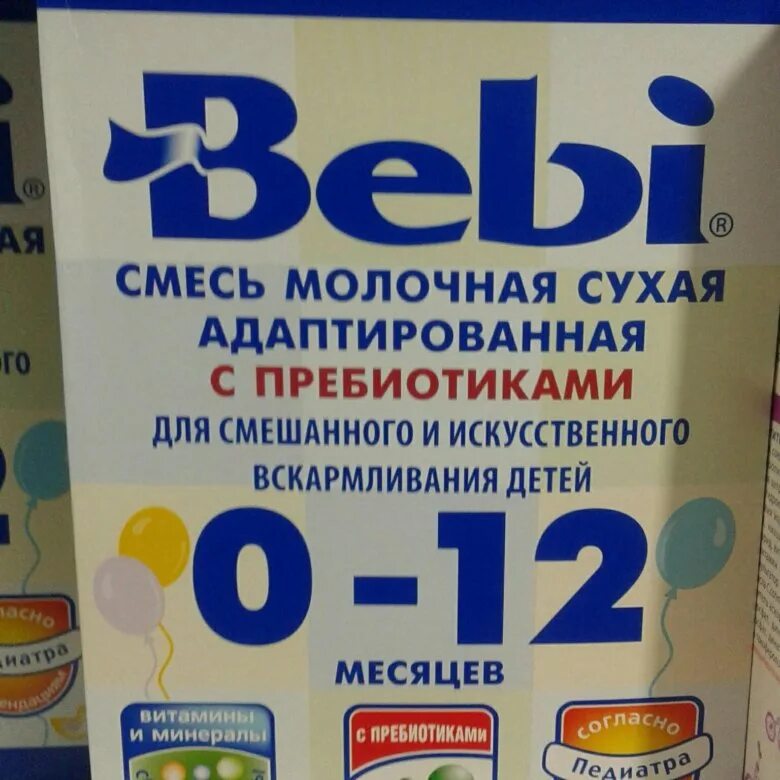 Bebi®
СМЕСЬ МОЛОЧНАЯ СУХАЯ
АДАПТИРОВАННАЯ
С ПРЕБИОТИКАМИ
ДЛЯ СМЕШАННОГО И ИСКУССТВЕННОГО
ВСКАРМЛИВАНИЯ ДЕТЕЙ
0-12
МЕСЯЦЕВ
витамины
и минералы
С ПРЕБИОТИКАМИ
согласно
Педиатра